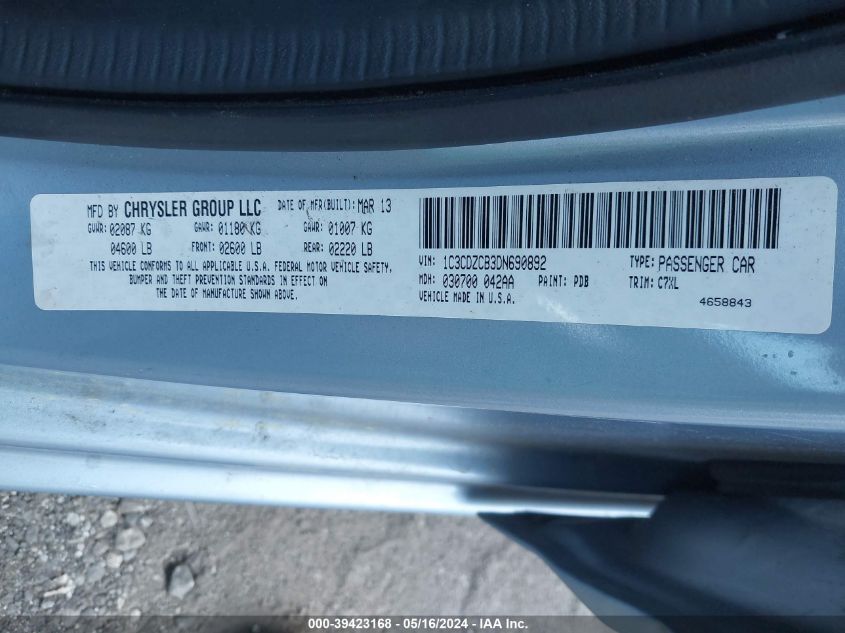 MFD BY CHRYSLER GROUP LLC DATE OF MFR(BUILT): MAR 13
GVWR: 02087 KG GAWR: 01180 KG GAWR: 01007 KG
04600 LB FRONT: 02600 LB REAR: 02220 LB
THIS VEHICLE CONFORMS TO ALL APPLICABLE U.S.A. FEDERAL MOTOR VEHICLE SAFETY,
BUMPER AND THEFT PREVENTION STANDARDS IN EFFECT ON
THE DATE OF MANUFACTURE SHOWN ABOVE.
VIN: 1C3CDZCB3DN690892 TYPE: PASSENGER CAR
MDH: 030700 042AA PAINT: PDB TRIM: C7XL
VEHICLE MADE IN U.S.A. 4658843
000-39423168 - 05/16/2024 - IAAI.com